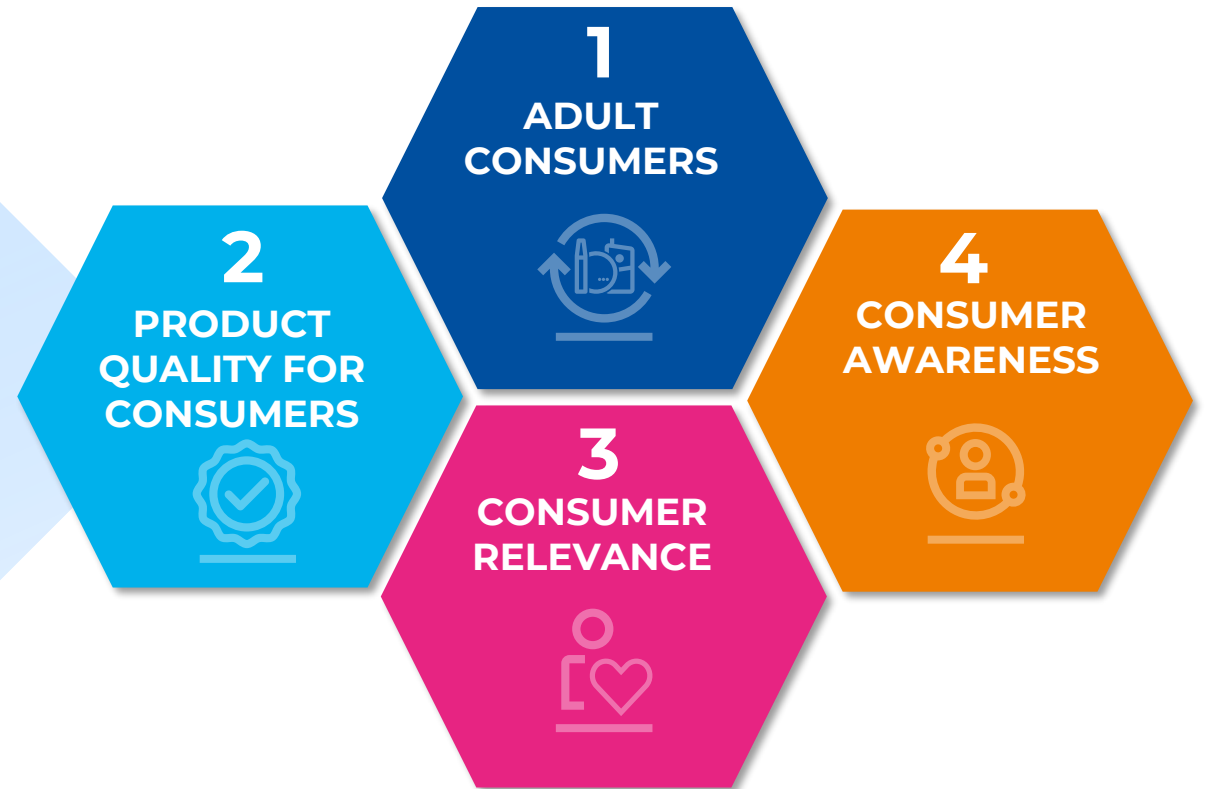 1
ADULT
CONSUMERS
2
PRODUCT
QUALITY FOR
CONSUMERS
3
CONSUMER
RELEVANCE
4
CONSUMER
AWARENESS